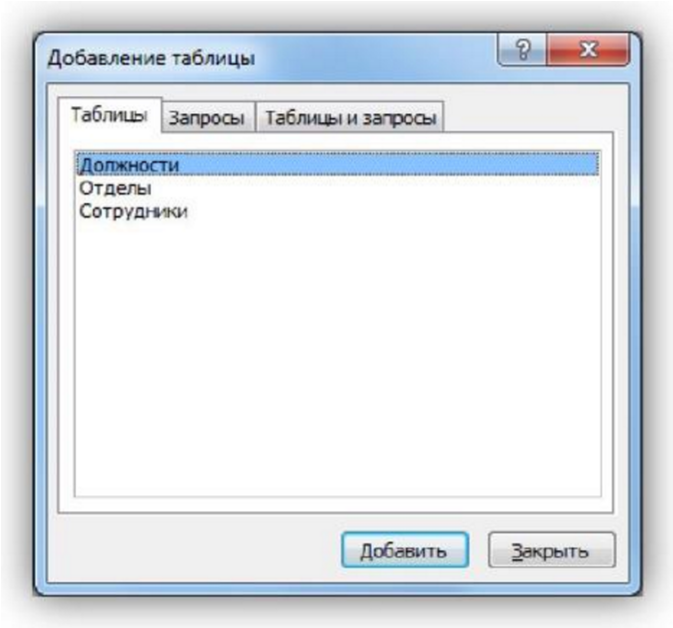 Добавление таблицы
?
Таблицы Запросы Таблицы и запросы
Должности
Отделы
Сотрудники
Добавить Закрыть